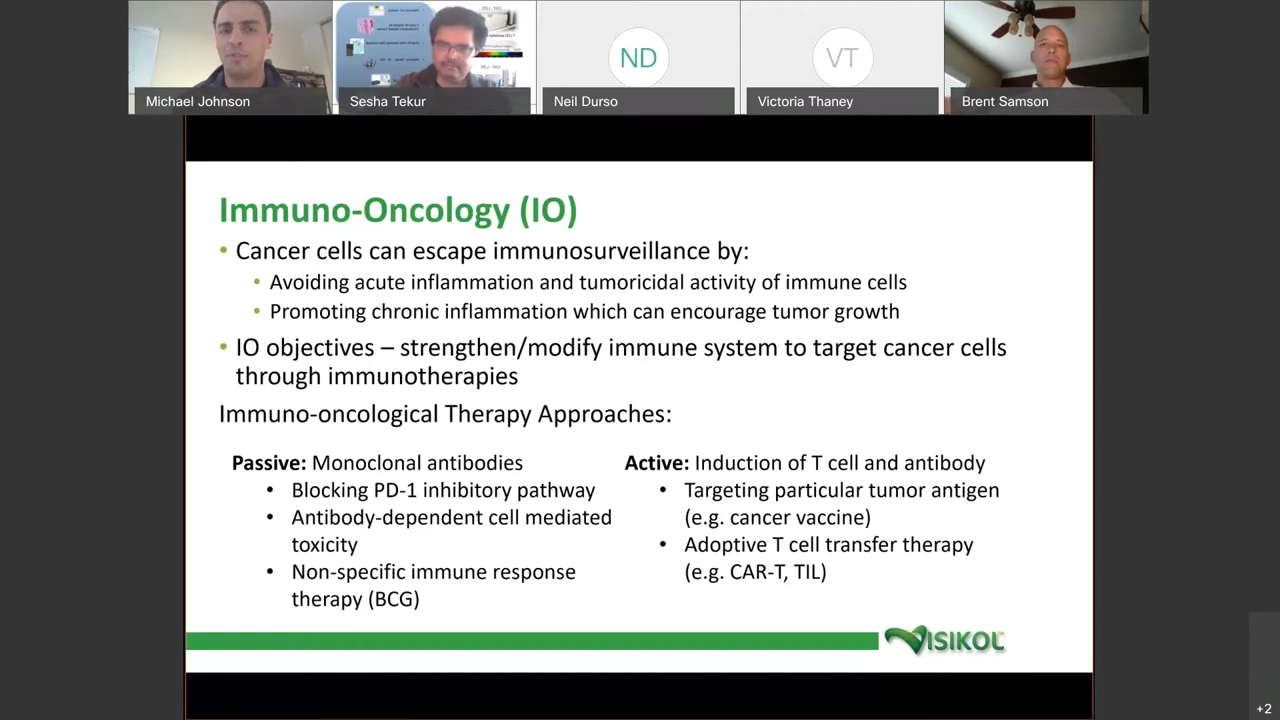 ND
VT
Michael Johnson
Sesha Tekur
Neil Durso
Victoria Thaney
Brent Samson
Immuno-Oncology (IO)
• Cancer cells can escape immunosurveillance by:
• Avoiding acute inflammation and tumoricidal activity of immune cells
• Promoting chronic inflammation which can encourage tumor growth
• IO objectives – strengthen/modify immune system to target cancer cells
through immunotherapies
Immuno-oncological Therapy Approaches:
Passive: Monoclonal antibodies
• Blocking PD-1 inhibitory pathway
• Antibody-dependent cell mediated
toxicity
• Non-specific immune response
therapy (BCG)
Active: Induction of T cell and antibody
• Targeting particular tumor antigen
(e.g. cancer vaccine)
• Adoptive T cell transfer therapy
(e.g. CAR-T, TIL)
VISIKOL
+2